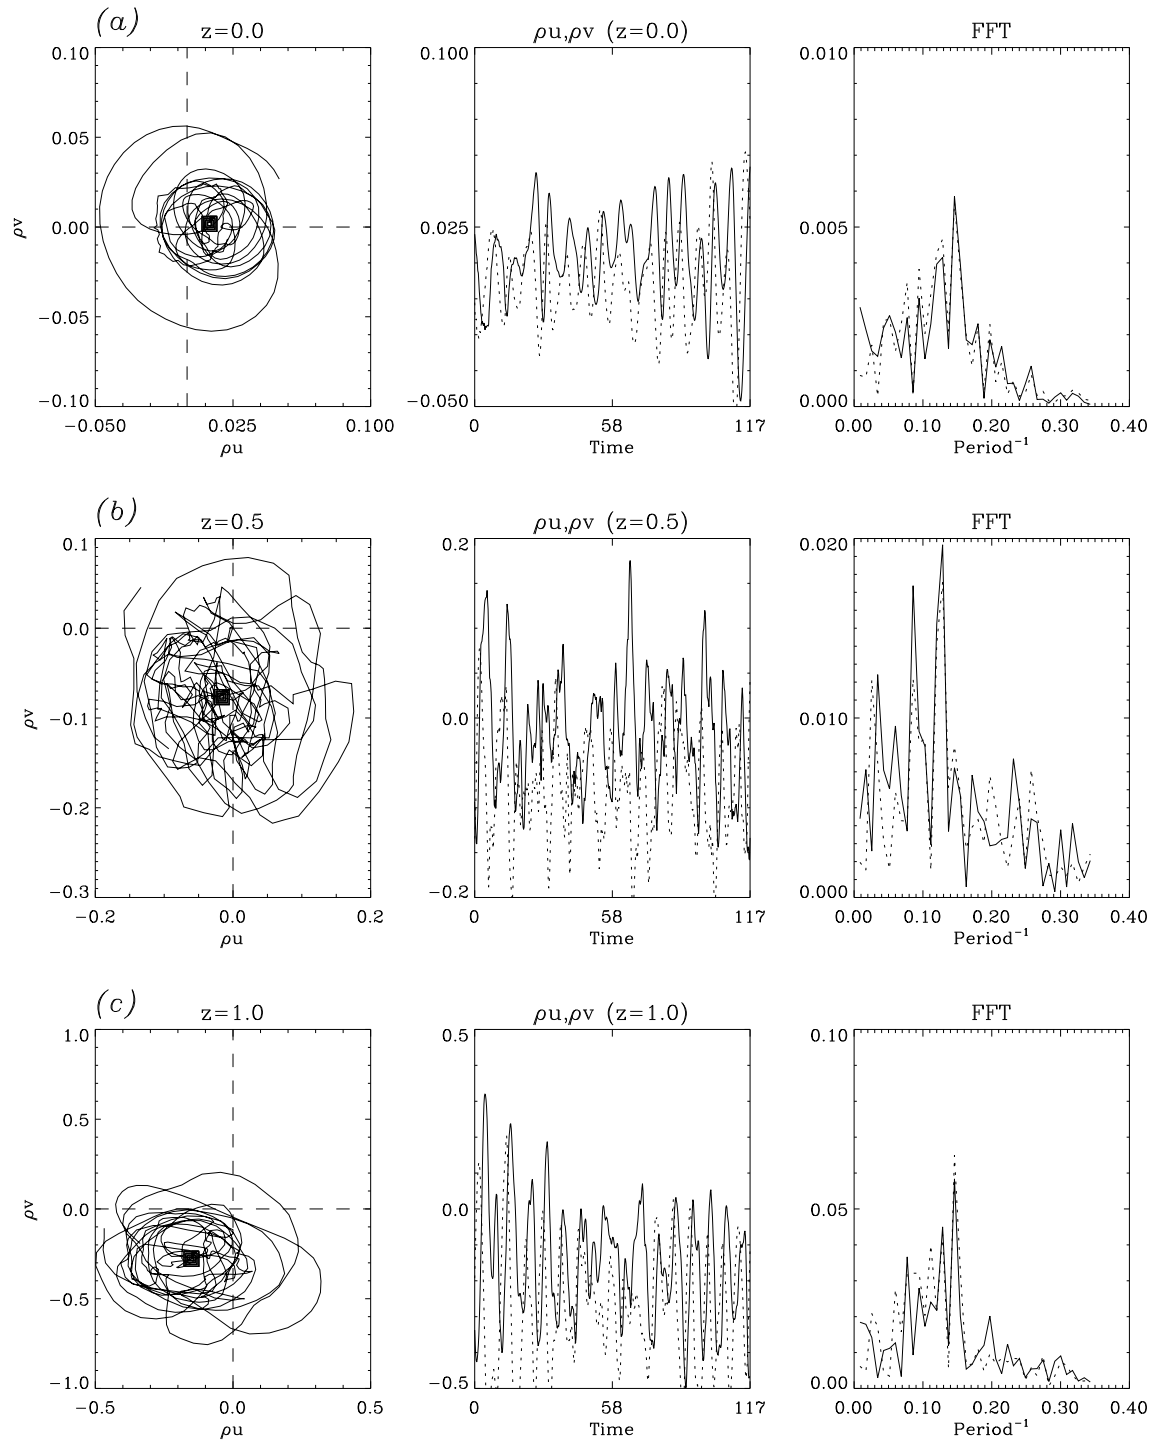 (a)
z=0.0
ρu,ρv (z=0.0)
FFT
0.10
0.05
0.00
−0.05
−0.10
ρv
−0.050 0.025 0.100
ρu
0.100
0.025
−0.050
0 58 117
Time
0.010
0.005
0.000
0.00 0.10 0.20 0.30 0.40
Period⁻¹
(b)
z=0.5
ρu,ρv (z=0.5)
FFT
0.1
0.0
−0.1
−0.2
−0.3
ρv
−0.2 0.0 0.2
ρu
0.2
0.0
−0.2
0 58 117
Time
0.020
0.010
0.000
0.00 0.10 0.20 0.30 0.40
Period⁻¹
(c)
z=1.0
ρu,ρv (z=1.0)
FFT
1.0
0.5
0.0
−0.5
−1.0
ρv
−0.5 0.0 0.5
ρu
0.5
0.0
−0.5
0 58 117
Time
0.10
0.05
0.00
0.00 0.10 0.20 0.30 0.40
Period⁻¹